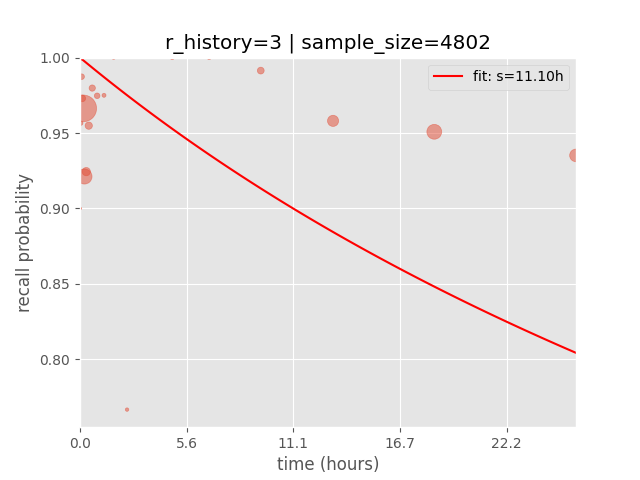 r_history=3 | sample_size=4802
fit: s=11.10h
recall probability
1.00
0.95
0.90
0.85
0.80
0.0 5.6 11.1 16.7 22.2
time (hours)